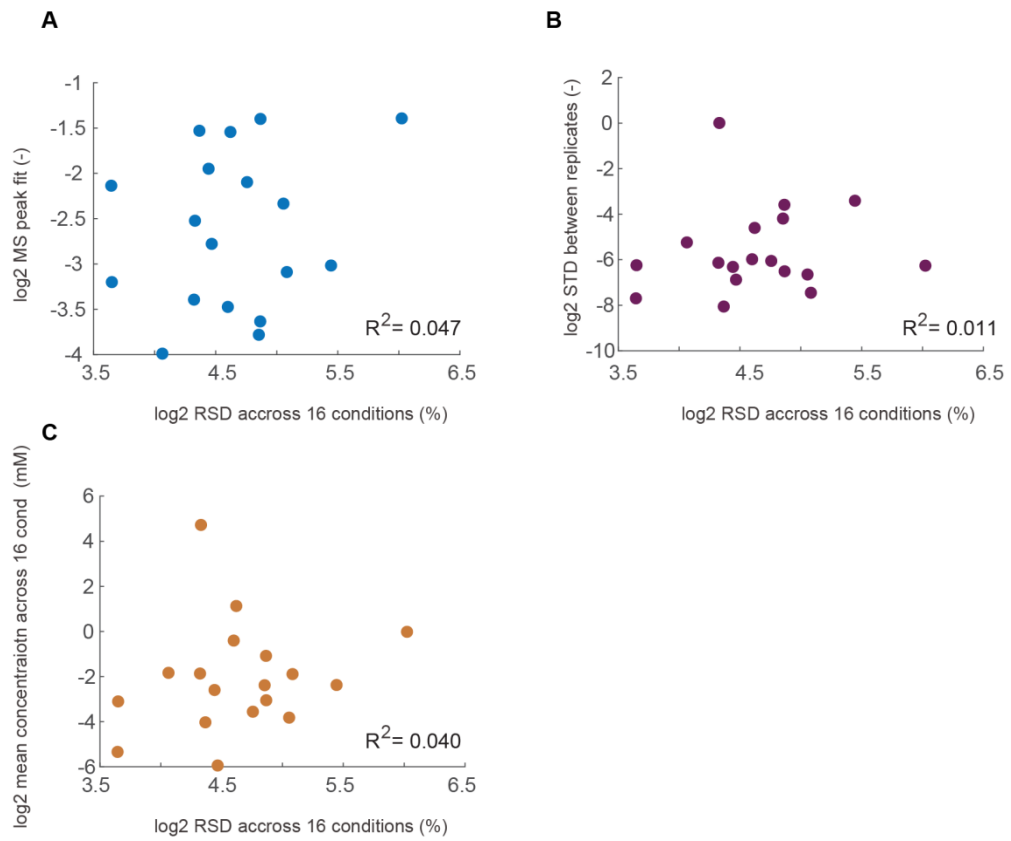 A
log2 MS peak fit (-)
-1
-1.5
-2
-2.5
-3
-3.5
-4
3.5 4.5 5.5 6.5
R2= 0.047
log2 RSD accross 16 conditions (%)
B
log2 STD between replicates (-)
2
0
-2
-4
-6
-8
-10
3.5 4.5 5.5 6.5
R2= 0.011
log2 RSD accross 16 conditions (%)
C
log2 mean concentraiotn across 16 cond (mM)
6
4
2
0
-2
-4
-6
3.5 4.5 5.5 6.5
R2= 0.040
log2 RSD accross 16 conditions (%)